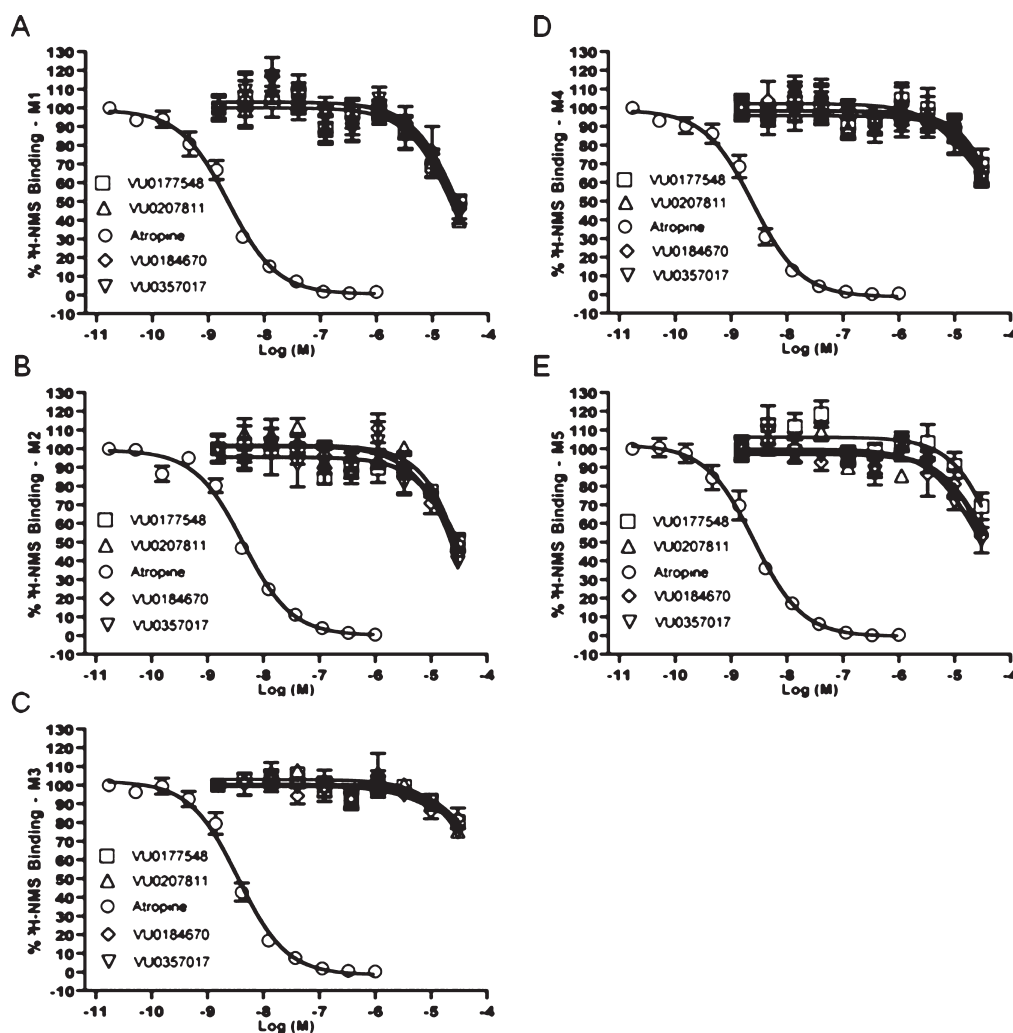 A
130
120
110
100
90
80
70
60
50
40
30
20
10
0
-10
% ³H-NMS Binding - M1
VU0177548
VU0207811
Atropine
VU0184670
VU0357017
-11 -10 -9 -8 -7 -6 -5 -4
Log (M)
B
130
120
110
100
90
80
70
60
50
40
30
20
10
0
-10
% ³H-NMS Binding - M2
VU0177548
VU0207811
Atropine
VU0184670
VU0357017
-11 -10 -9 -8 -7 -6 -5 -4
Log (M)
C
130
120
110
100
90
80
70
60
50
40
30
20
10
0
-10
% ³H-NMS Binding - M3
VU0177548
VU0207811
Atropine
VU0184670
VU0357017
-11 -10 -9 -8 -7 -6 -5 -4
Log (M)
D
130
120
110
100
90
80
70
60
50
40
30
20
10
0
-10
% ³H-NMS Binding - M4
VU0177548
VU0207811
Atropine
VU0184670
VU0357017
-11 -10 -9 -8 -7 -6 -5 -4
Log (M)
E
130
120
110
100
90
80
70
60
50
40
30
20
10
0
-10
% ³H-NMS Binding - M5
VU0177548
VU0207811
Atropine
VU0184670
VU0357017
-11 -10 -9 -8 -7 -6 -5 -4
Log (M)